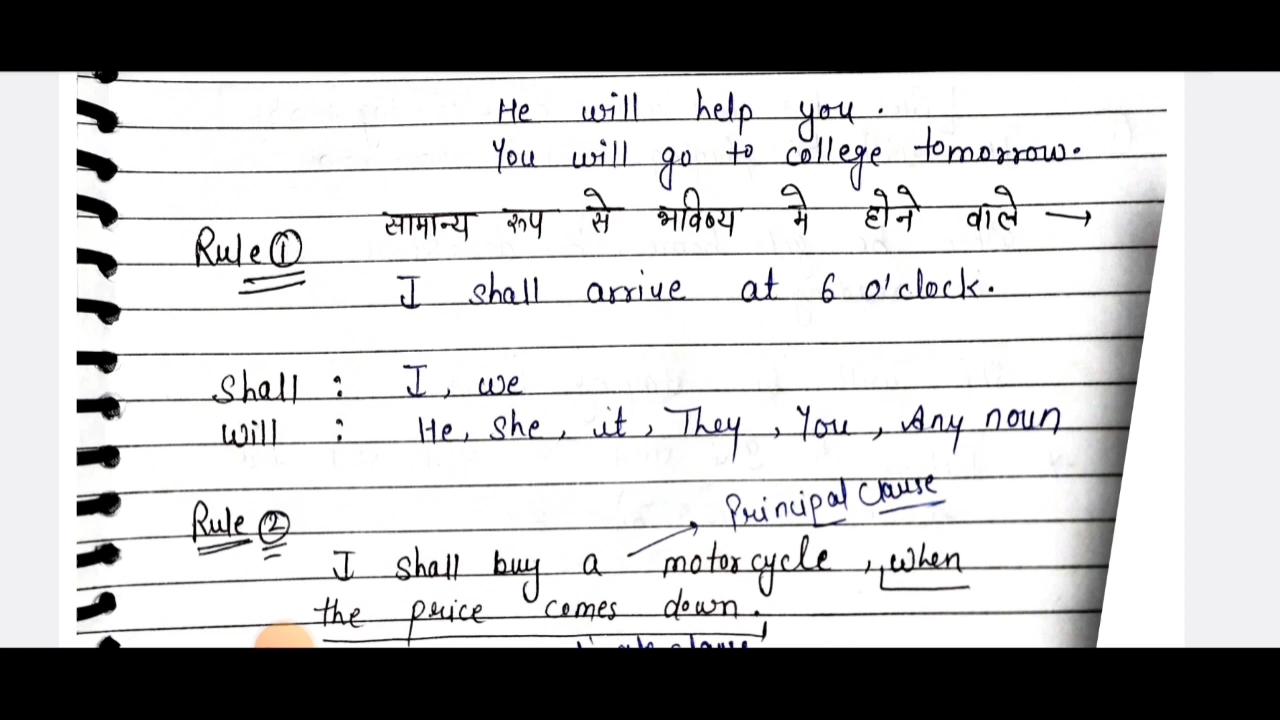 He will help you.
You will go to college tomorrow.
सामान्य रूप से भविष्य मे होने वाले →
Rule ①
I shall arrive at 6 o'clock.
Shall : I, we
Will : He, She, it, They, You, Any noun
Principal Clause
Rule ②
I shall buy a motorcycle, when
the price comes down.
clause